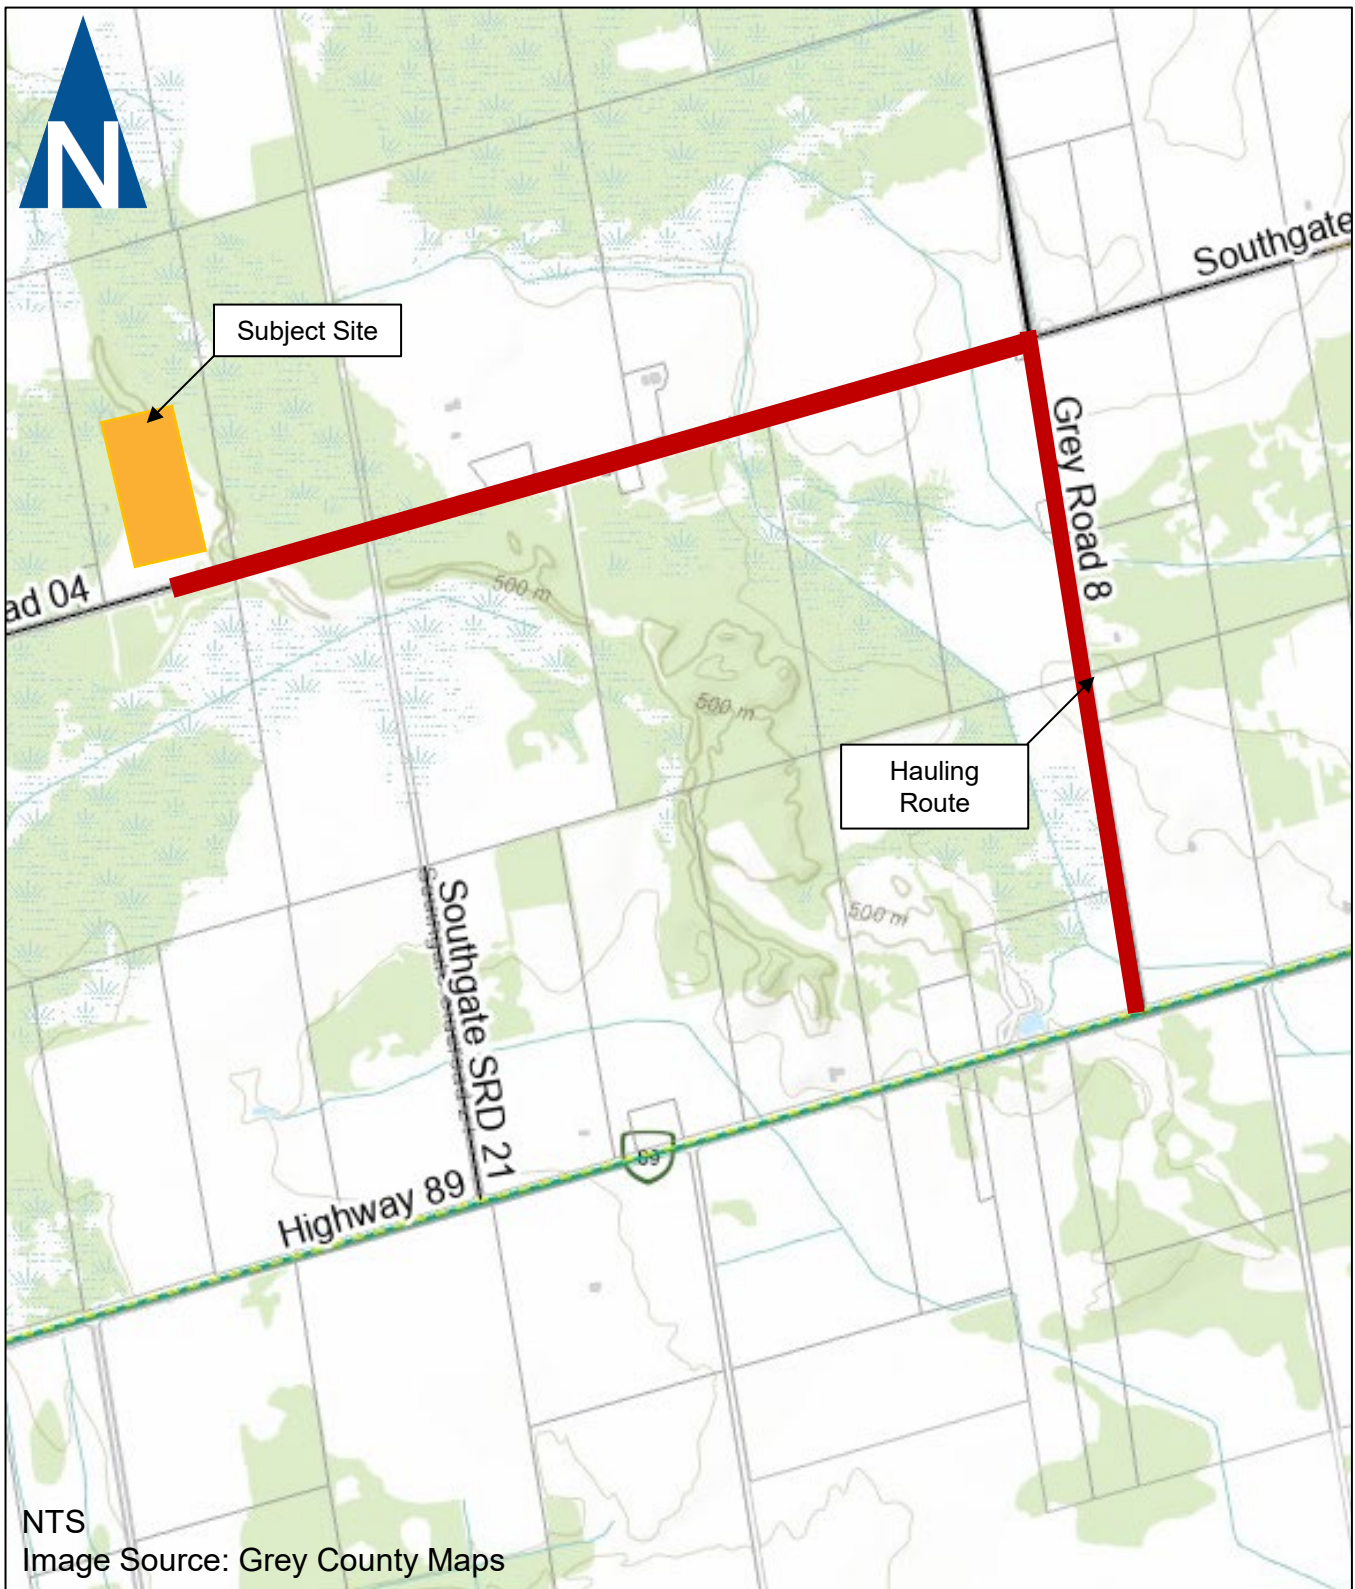 N
Southgate
Subject Site
Grey Road 8
ad 04
500 m
500 m
Hauling
Route
500 m
Southgate SRD 21
89
Highway 89
NTS
Image Source: Grey County Maps